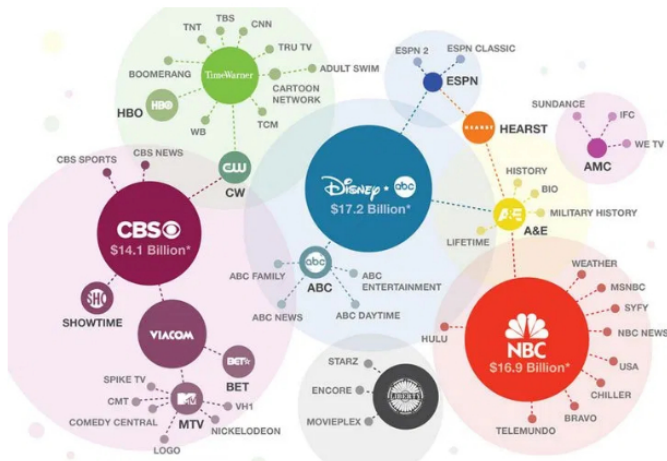 TBS
CNN
TNT
TRU TV
TimeWarner
BOOMERANG
ADULT SWIM
CARTOON
NETWORK
HBO
HBO
WB
TCM
CW
CW
ESPN 2
ESPN CLASSIC
ESPN
HEARST
HEARST
SUNDANCE
IFC
WE TV
AMC
CBS SPORTS
CBS NEWS
CBS
$14.1 Billion*
SHO
SHOWTIME
VIACOM
BET
BET
SPIKE TV
CMT
COMEDY CENTRAL
LOGO
MTV
MTV
VH1
NICKELODEON
Disney • abc
$17.2 Billion*
abc
ABC
ABC FAMILY
ABC NEWS
ABC
ENTERTAINMENT
ABC DAYTIME
HISTORY
BIO
MILITARY HISTORY
A&E
A&E
LIFETIME
HULU
NBC
$16.9 Billion*
WEATHER
MSNBC
SYFY
NBC NEWS
USA
CHILLER
BRAVO
TELEMUNDO
STARZ
ENCORE
MOVIEPLEX
LIBERTY